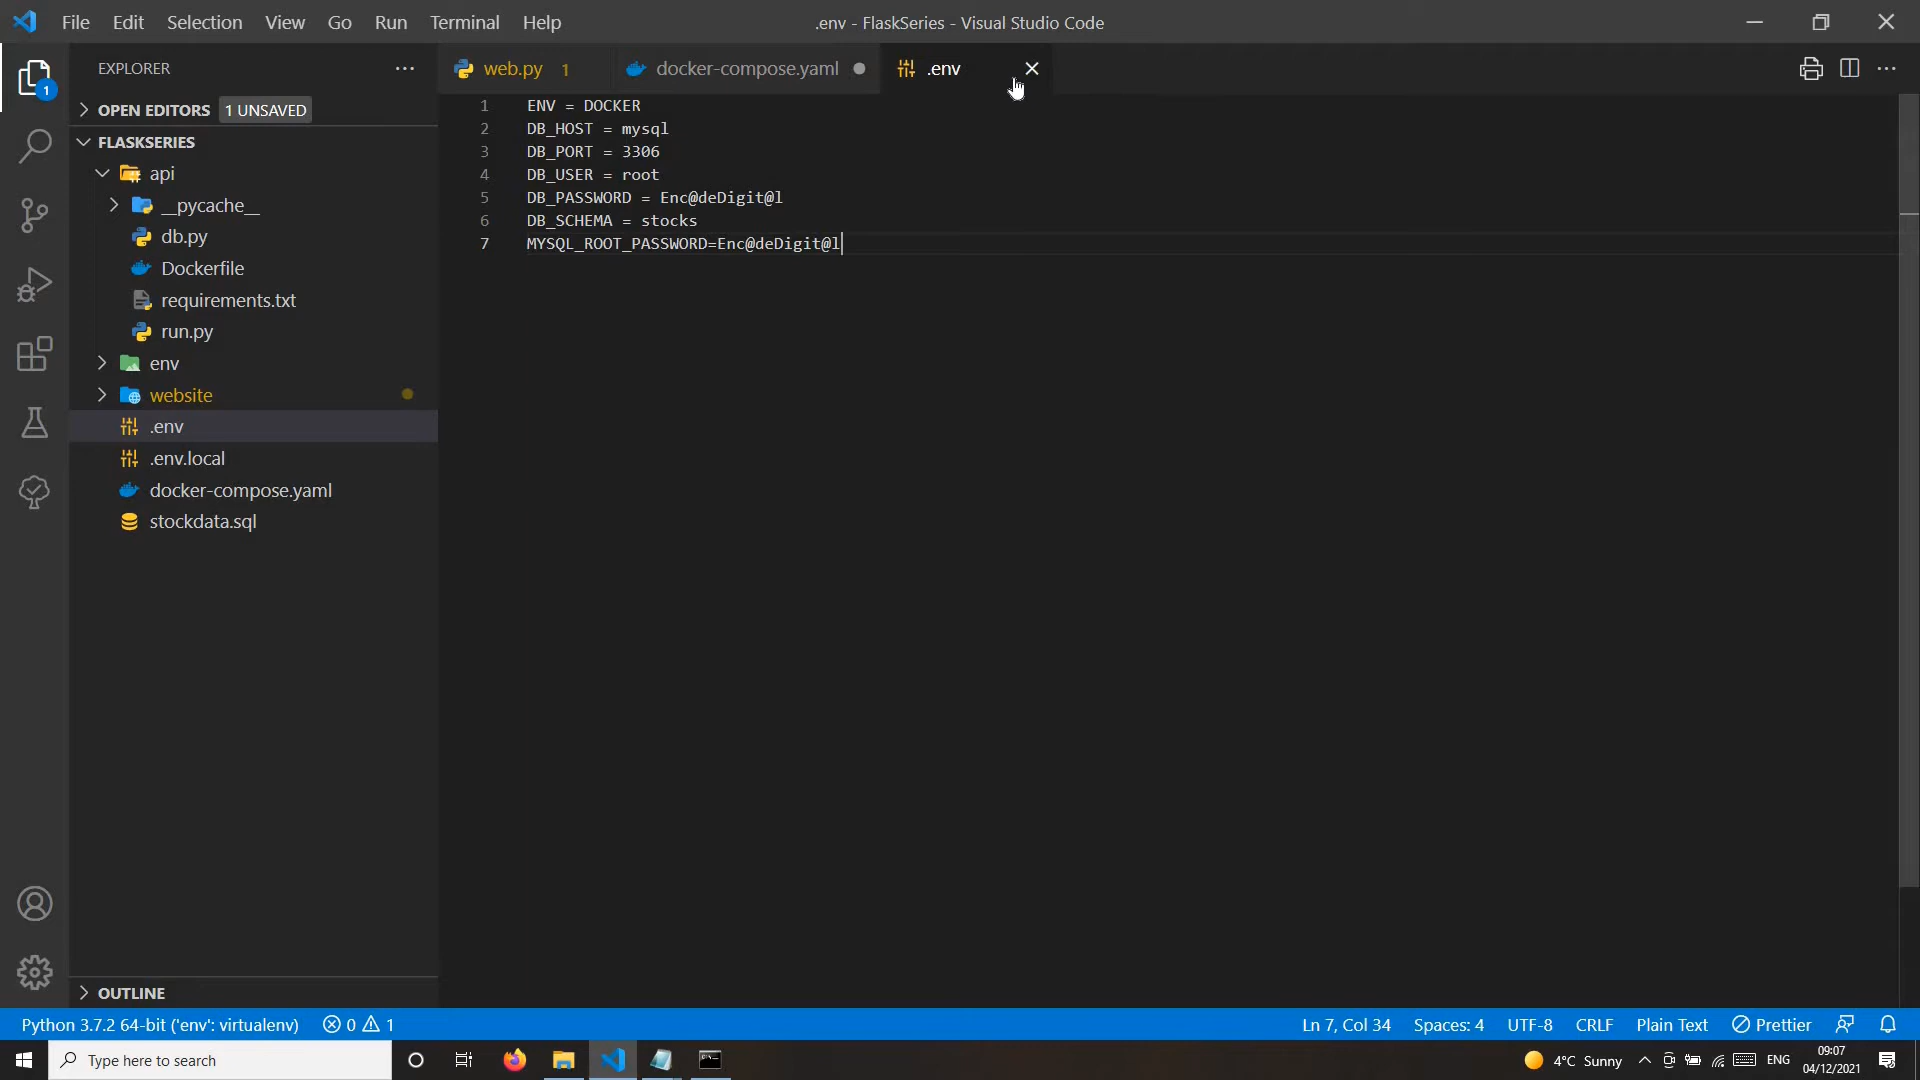 File Edit Selection View Go Run Terminal Help
.env - FlaskSeries - Visual Studio Code
EXPLORER
OPEN EDITORS 1 UNSAVED
FLASKSERIES
api
__pycache__
db.py
Dockerfile
requirements.txt
run.py
env
website
.env
.env.local
docker-compose.yaml
stockdata.sql
OUTLINE
1
web.py 1
docker-compose.yaml
.env
1 ENV = DOCKER
2 DB_HOST = mysql
3 DB_PORT = 3306
4 DB_USER = root
5 DB_PASSWORD = Enc@deDigit@l
6 DB_SCHEMA = stocks
7 MYSQL_ROOT_PASSWORD=Enc@deDigit@l
Python 3.7.2 64-bit ('env': virtualenv) 0 1
Ln 7, Col 34 Spaces: 4 UTF-8 CRLF Plain Text Prettier
Type here to search
4°C Sunny ENG
09:07
04/12/2021